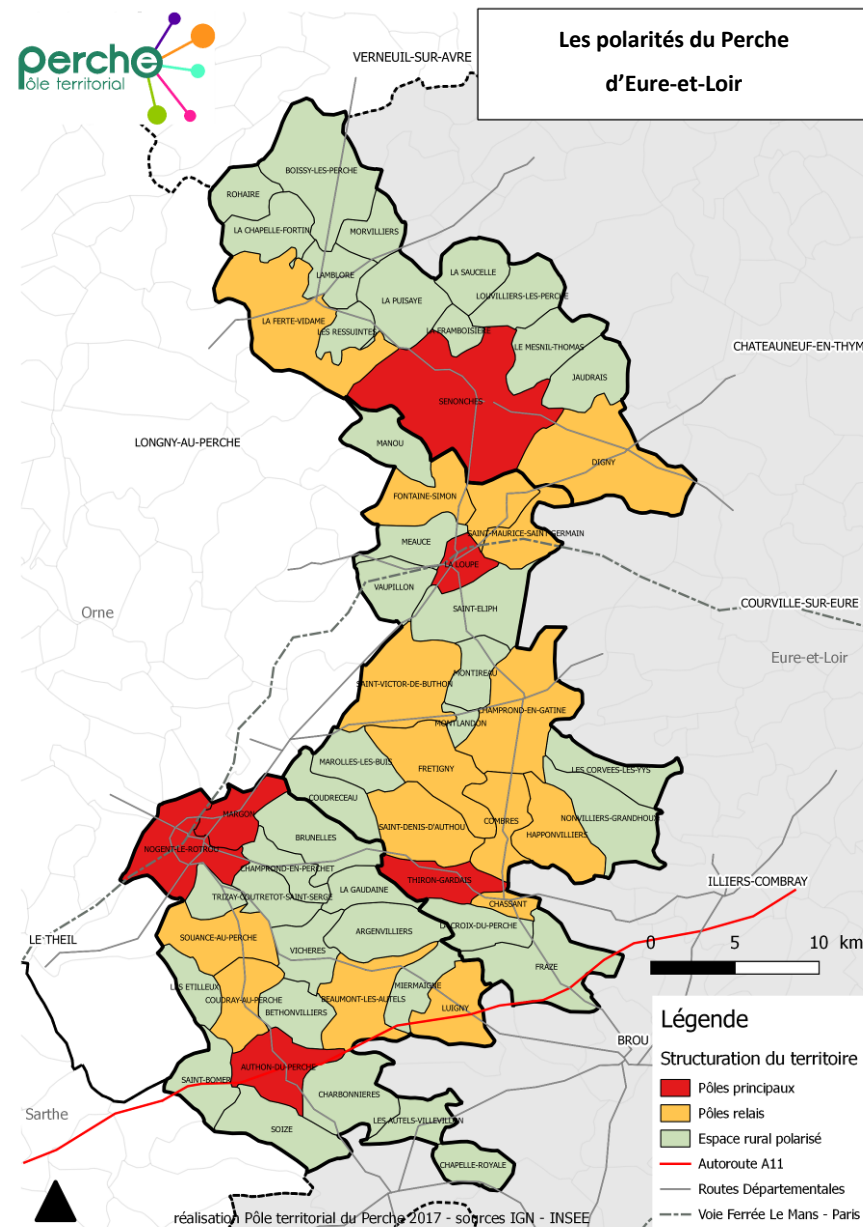 perche
pôle territorial
Les polarités du Perche
d'Eure-et-Loir
VERNEUIL-SUR-AVRE
BOISSY-LES-PERCHE
ROHAIRE
LA CHAPELLE-FORTIN
MORVILLIERS
LA SAUCELLE
LAMBLORE
LOUVILLIERS-LES-PERCHE
LA PUISAYE
LA FERTE-VIDAME
LES RESSUINTES
LA FRAMBOISIERE
LE MESNIL-THOMAS
CHATEAUNEUF-EN-THYM
JAUDRAIS
SENONCHES
LONGNY-AU-PERCHE
MANOU
DIGNY
FONTAINE-SIMON
SAINT-MAURICE-SAINT-GERMAIN
MEAUCE
LA LOUPE
VAUPILLON
COURVILLE-SUR-EURE
SAINT-ELIPH
Orne
Eure-et-Loir
MONTIREAU
SAINT-VICTOR-DE-BUTHON
CHAMPROND-EN-GATINE
MONTLANDON
MAROLLES-LES-BUIS
FRETIGNY
LES CORVEES-LES-YYS
COUDRECEAU
MARGON
NONVILLIERS-GRANDHOUX
COMBRES
SAINT-DENIS-D'AUTHOU
HAPPONVILLIERS
BRUNELLES
NOGENT-LE-ROTROU
CHAMPROND-EN-PERCHET
THIRON-GARDAIS
ILLIERS-COMBRAY
LA GAUDAINE
TRIZAY-COUTRETOT-SAINT-SERGE
CHASSANT
LA CROIX-DU-PERCHE
ARGENVILLIERS
LE THEIL
SOUANCE-AU-PERCHE
VICHERES
0 5 10 km
FRAZE
LES ETILLEUX
MIERMAIGNE
COUDRAY-AU-PERCHE
BEAUMONT-LES-AUTELS
LUIGNY
BETHONVILLIERS
BROU
AUTHON-DU-PERCHE
SAINT-BOMER
CHARBONNIERES
Sarthe
LES AUTELS-VILLEVILLON
SOIZE
CHAPELLE-ROYALE
Légende
Structuration du territoire
Pôles principaux
Pôles relais
Espace rural polarisé
Autoroute A11
Routes Départementales
Voie Ferrée Le Mans - Paris
réalisation Pôle territorial du Perche 2017 - sources IGN - INSEE